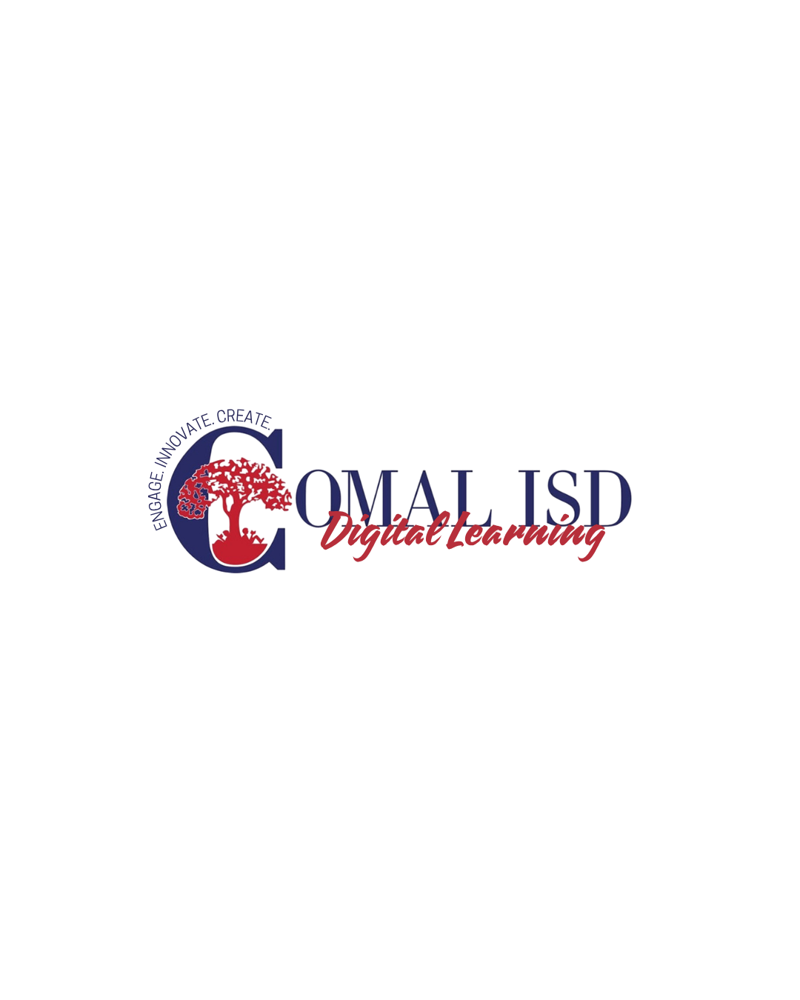 ENGAGE. INNOVATE. CREATE.
COMAL ISD
Digital Learning